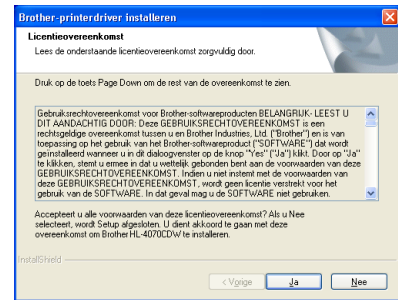 Brother-printerdriver installeren
Licentieovereenkomst
Lees de onderstaande licentieovereenkomst zorgvuldig door.
Druk op de toets Page Down om de rest van de overeenkomst te zien.
Gebruiksrechtovereenkomst voor Brother-softwareproducten BELANGRIJK- LEEST U
DIT AANDACHTIG DOOR: Deze GEBRUIKSRECHTOVEREENKOMST is een
rechtsgeldige overeenkomst tussen u en Brother Industries, Ltd. ("Brother") en is van
toepassing op het gebruik van het Brother-softwareproduct ("SOFTWARE") dat wordt
geïnstalleerd wanneer u in dit dialoogvenster op de knop "Yes" ("Ja") klikt. Door op "Ja"
te klikken, stemt u ermee in dat u wettelijk gebonden bent aan de voorwaarden van deze
GEBRUIKSRECHTOVEREENKOMST. Indien u niet instemt met de voorwaarden van
deze GEBRUIKSRECHTOVEREENKOMST, wordt geen licentie verstrekt voor het
gebruik van de SOFTWARE. In dat geval mag u de SOFTWARE niet gebruiken.
Accepteert u alle voorwaarden van deze licentieovereenkomst? Als u Nee
selecteert, wordt Setup afgesloten. U dient akkoord te gaan met deze
overeenkomst om Brother HL-4070CDW te installeren.
InstallShield
< Vorige
Ja
Nee